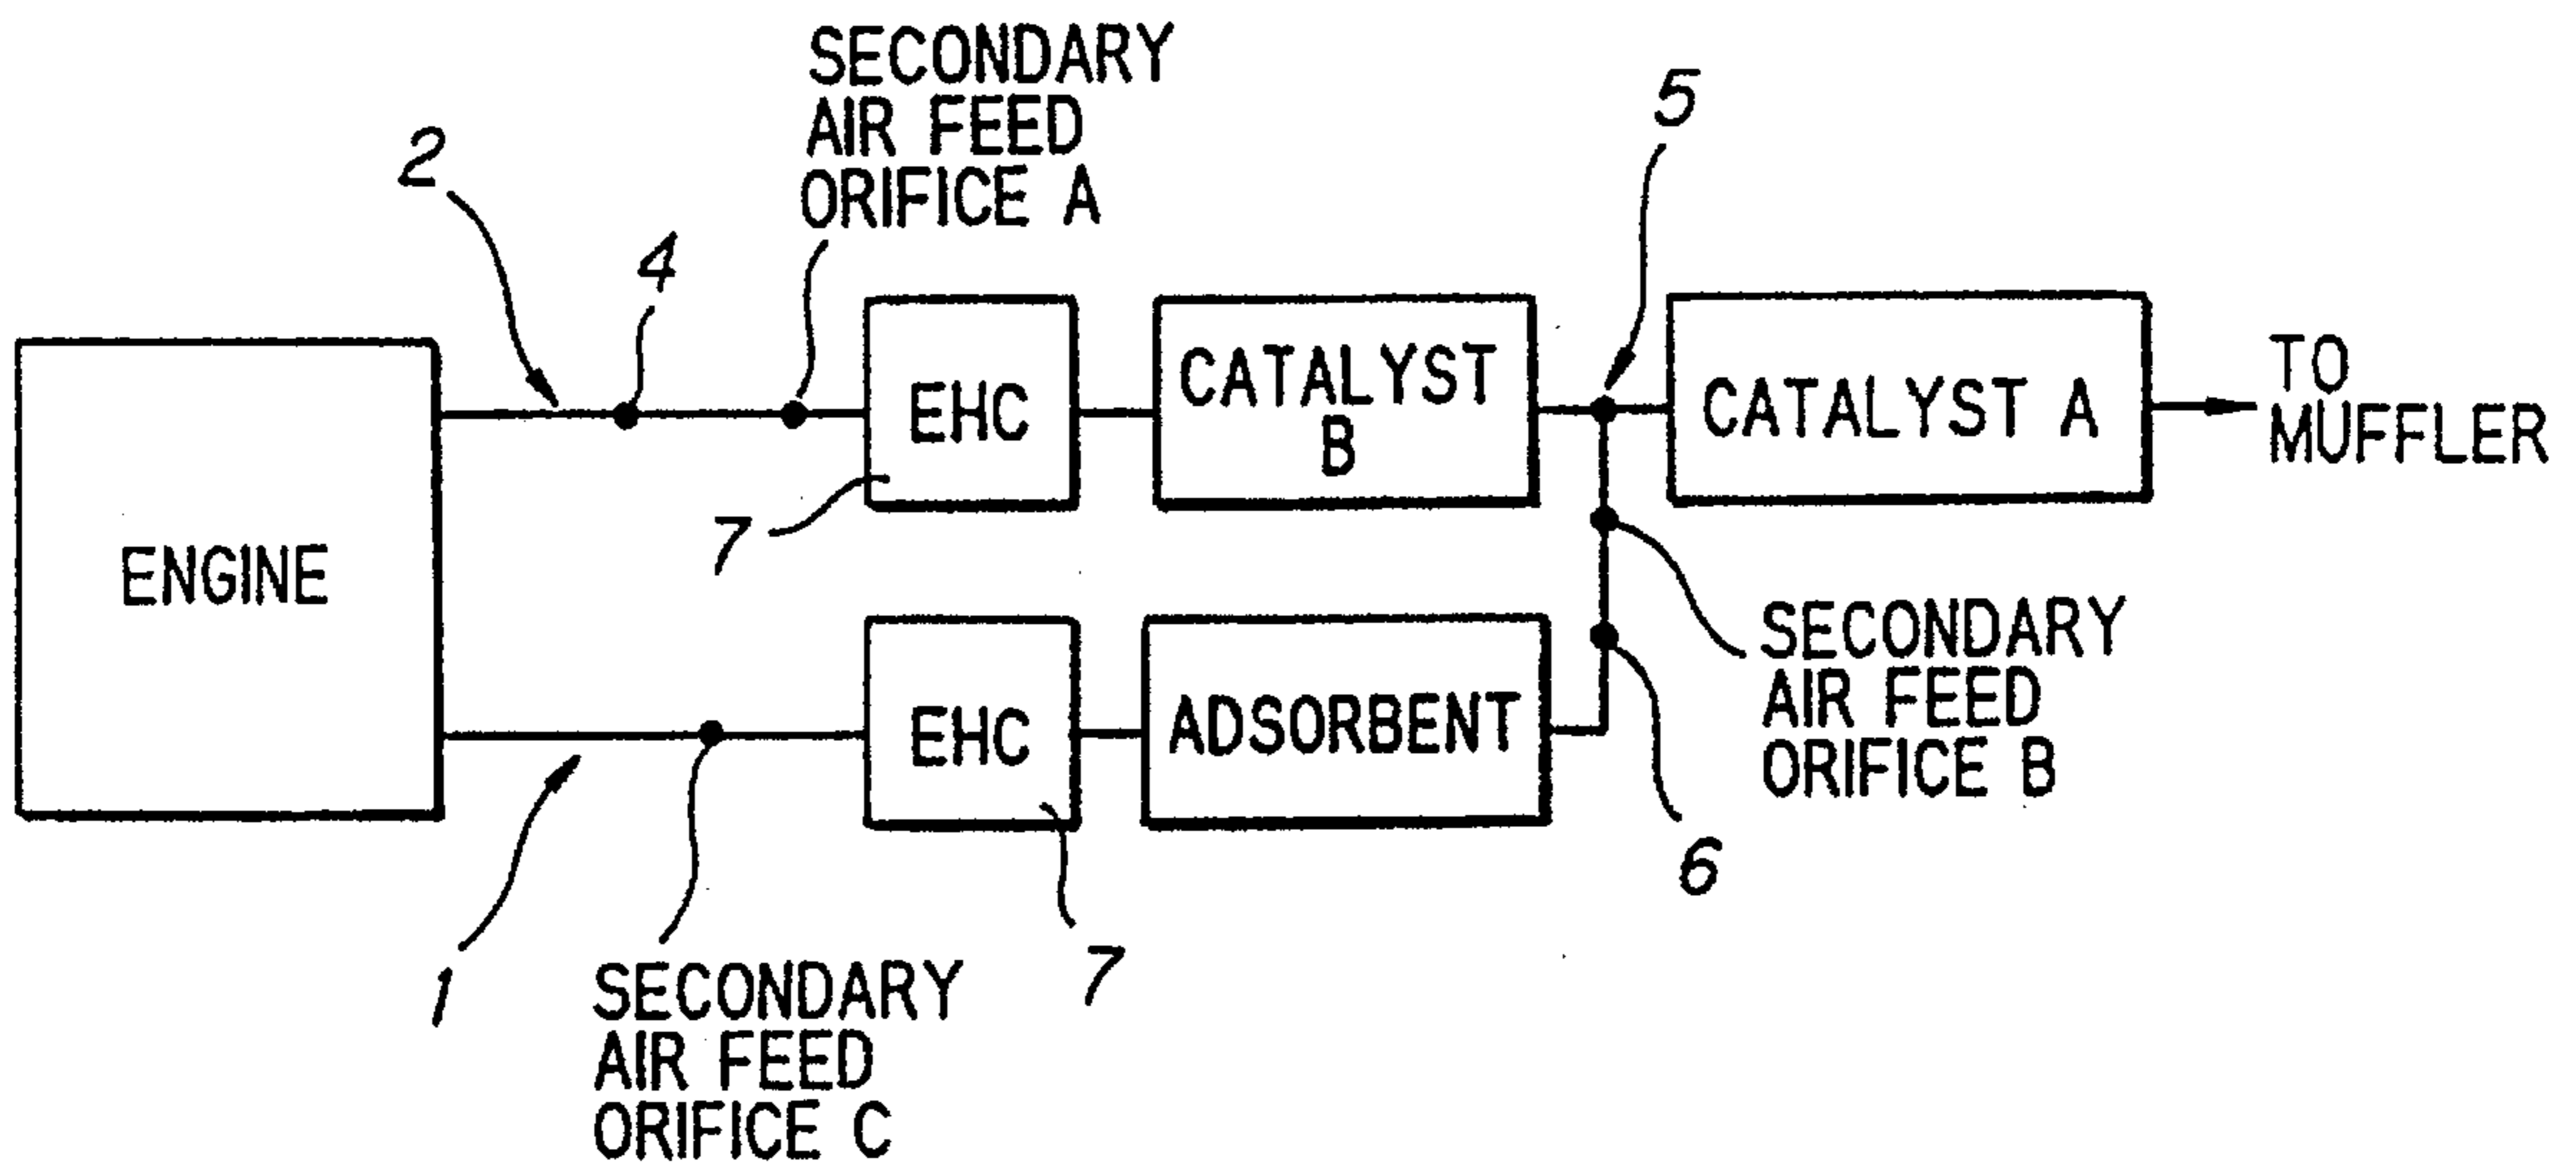 SECONDARY
AIR FEED
ORIFICE A
2
4
5
ENGINE
EHC
7
CATALYST
B
CATALYST A
TO
MUFFLER
SECONDARY
AIR FEED
ORIFICE B
EHC
ADSORBENT
6
1
7
SECONDARY
AIR FEED
ORIFICE C